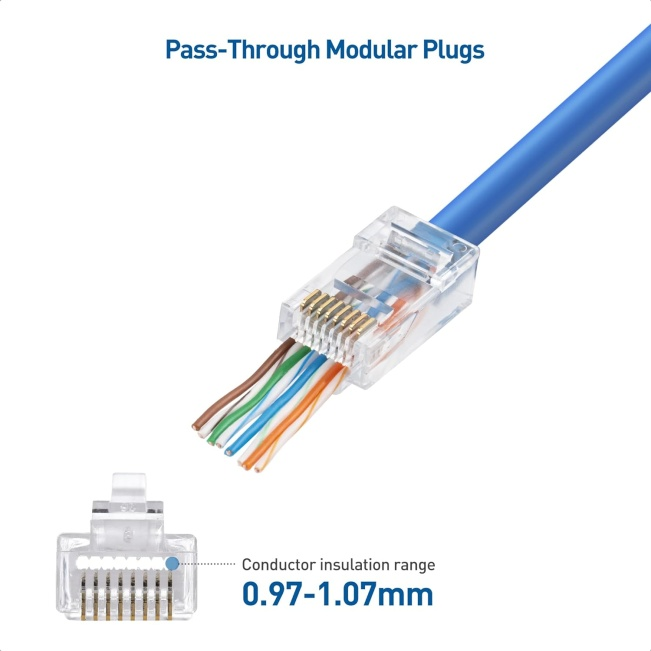 Pass-Through Modular Plugs
Conductor insulation range
0.97-1.07mm